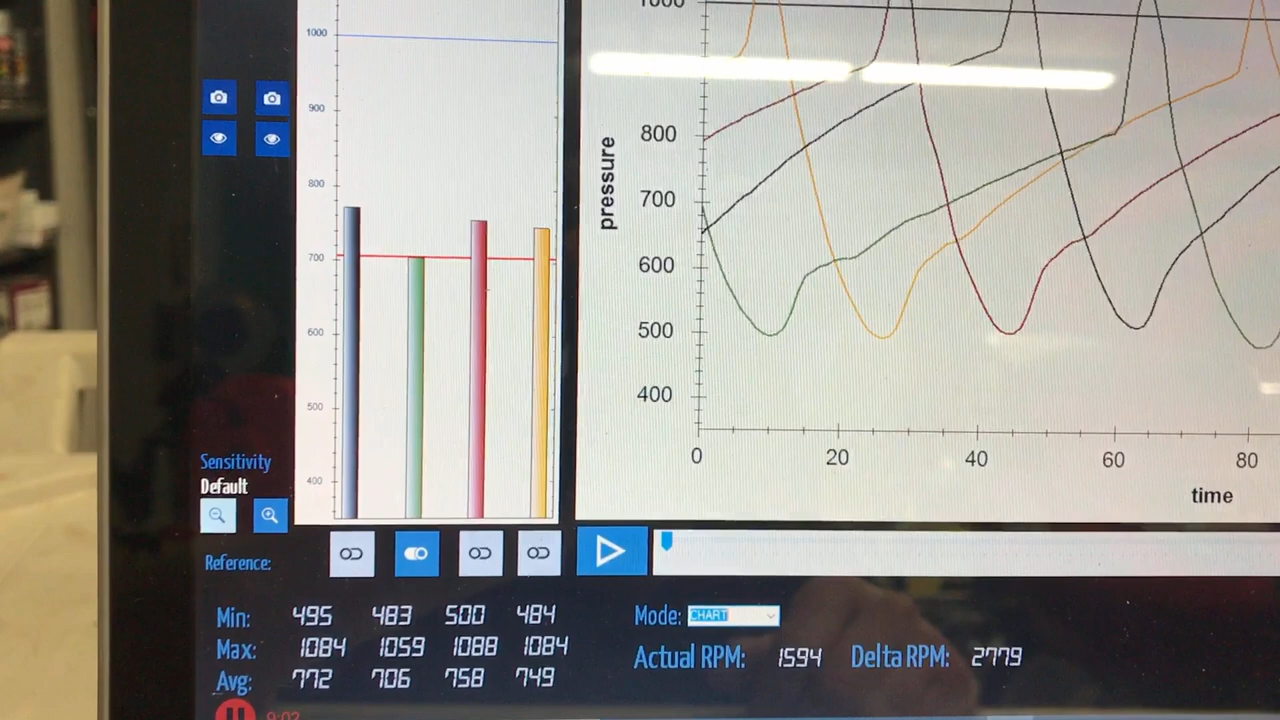 1000
900
800
700
600
500
400
1000
800
700
600
500
400
pressure
0 20 40 60 80
time
Sensitivity
Default
Reference:
Min: 495 483 500 484
Max: 1084 1059 1088 1084
Avg: 772 706 758 749
Mode: CHART
Actual RPM: 1594 Delta RPM: 2779
9:02